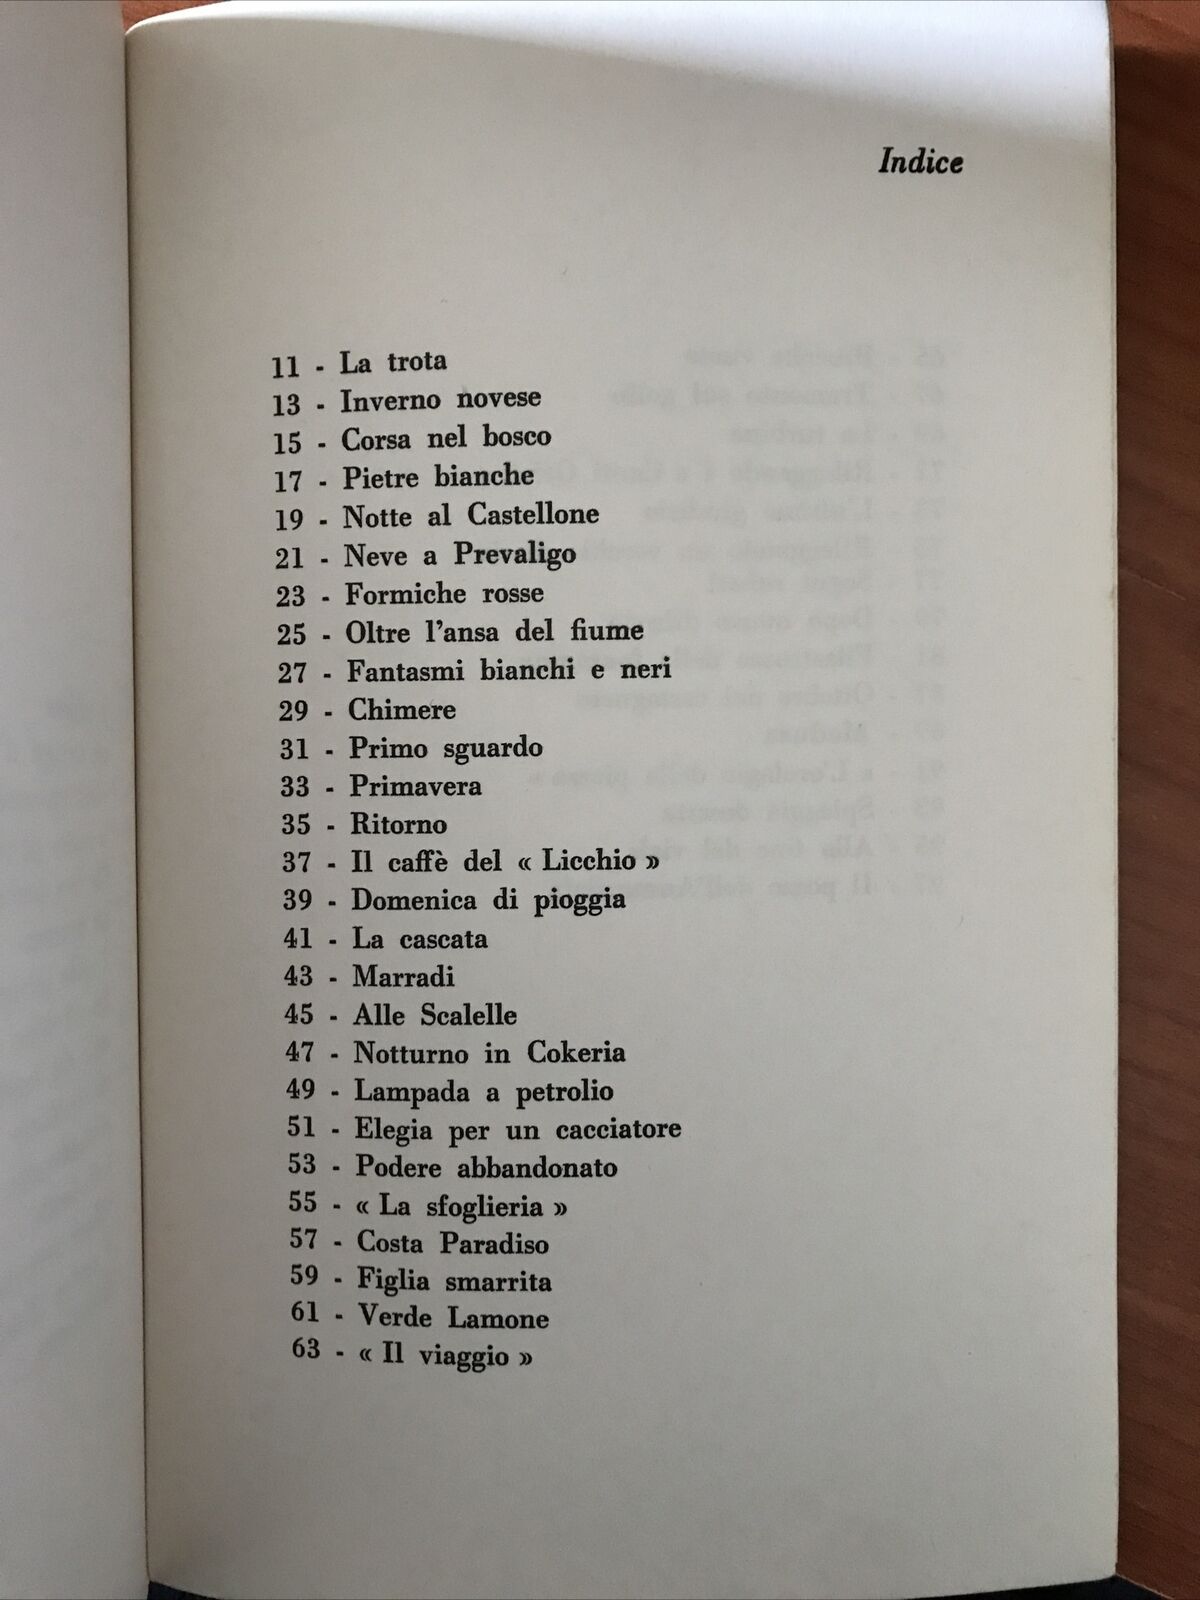 Indice
11 - La trota
13 - Inverno novese
15 - Corsa nel bosco
17 - Pietre bianche
19 - Notte al Castellone
21 - Neve a Prevaligo
23 - Formiche rosse
25 - Oltre l'ansa del fiume
27 - Fantasmi bianchi e neri
29 - Chimere
31 - Primo sguardo
33 - Primavera
35 - Ritorno
37 - Il caffè del « Licchio »
39 - Domenica di pioggia
41 - La cascata
43 - Marradi
45 - Alle Scalelle
47 - Notturno in Cokeria
49 - Lampada a petrolio
51 - Elegia per un cacciatore
53 - Podere abbandonato
55 - « La sfoglieria »
57 - Costa Paradiso
59 - Figlia smarrita
61 - Verde Lamone
63 - « Il viaggio »